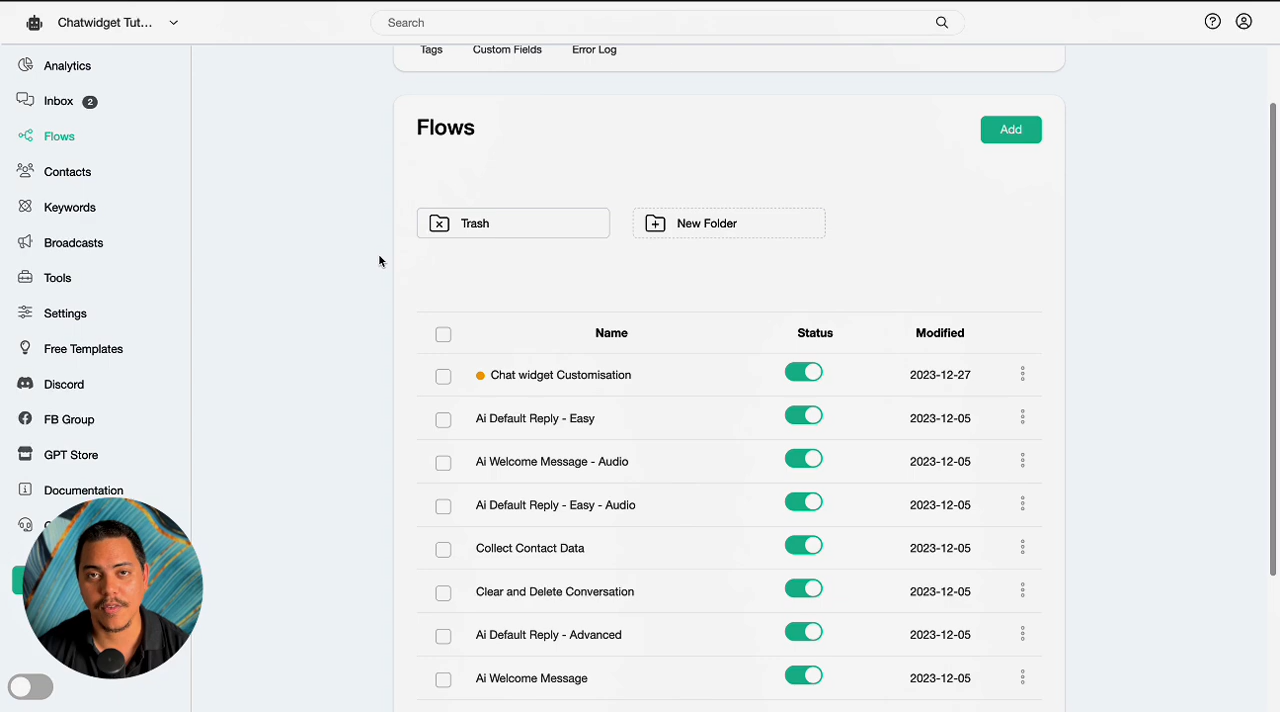 Chatwidget Tut...
Search
Analytics
Inbox 2
Flows
Contacts
Keywords
Broadcasts
Tools
Settings
Free Templates
Discord
FB Group
GPT Store
Documentation
Tags Custom Fields Error Log
Flows
Add
Trash
New Folder
Name Status Modified
Chat widget Customisation 2023-12-27
Ai Default Reply - Easy 2023-12-05
Ai Welcome Message - Audio 2023-12-05
Ai Default Reply - Easy - Audio 2023-12-05
Collect Contact Data 2023-12-05
Clear and Delete Conversation 2023-12-05
Ai Default Reply - Advanced 2023-12-05
Ai Welcome Message 2023-12-05